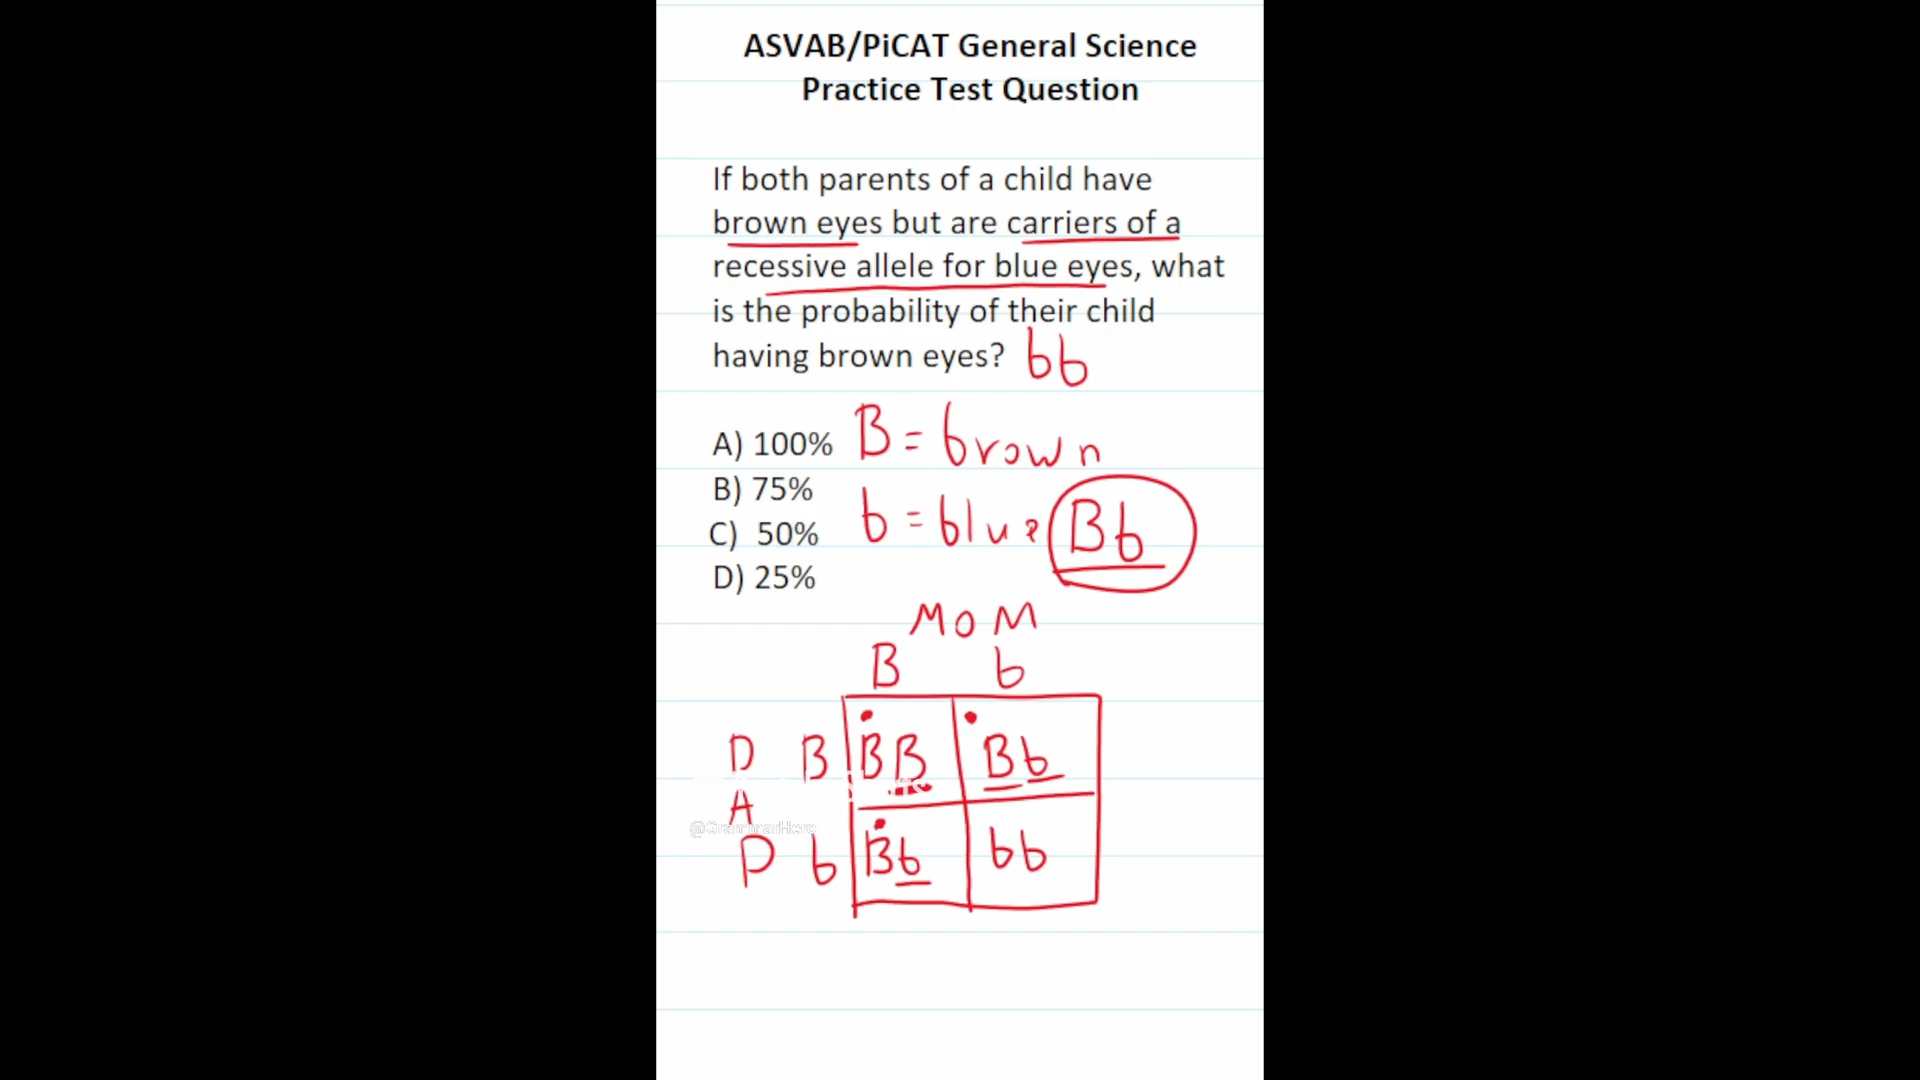 ASVAB/PiCAT General Science
Practice Test Question
If both parents of a child have
brown eyes but are carriers of a
recessive allele for blue eyes, what
is the probability of their child
having brown eyes? bb
A) 100% B = brown
B) 75%
C) 50% b = blue Bb
D) 25%
MOM
B b
D B BB Bb
A
@GrammarHero
D b Bb bb